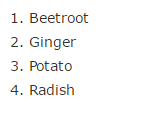 1. Beetroot
2. Ginger
3. Potato
4. Radish